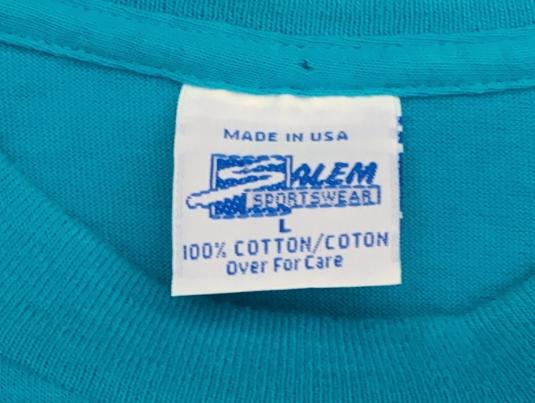 MADE IN USA
SALEM
SPORTSWEAR
L
100% COTTON/COTON
Over For Care